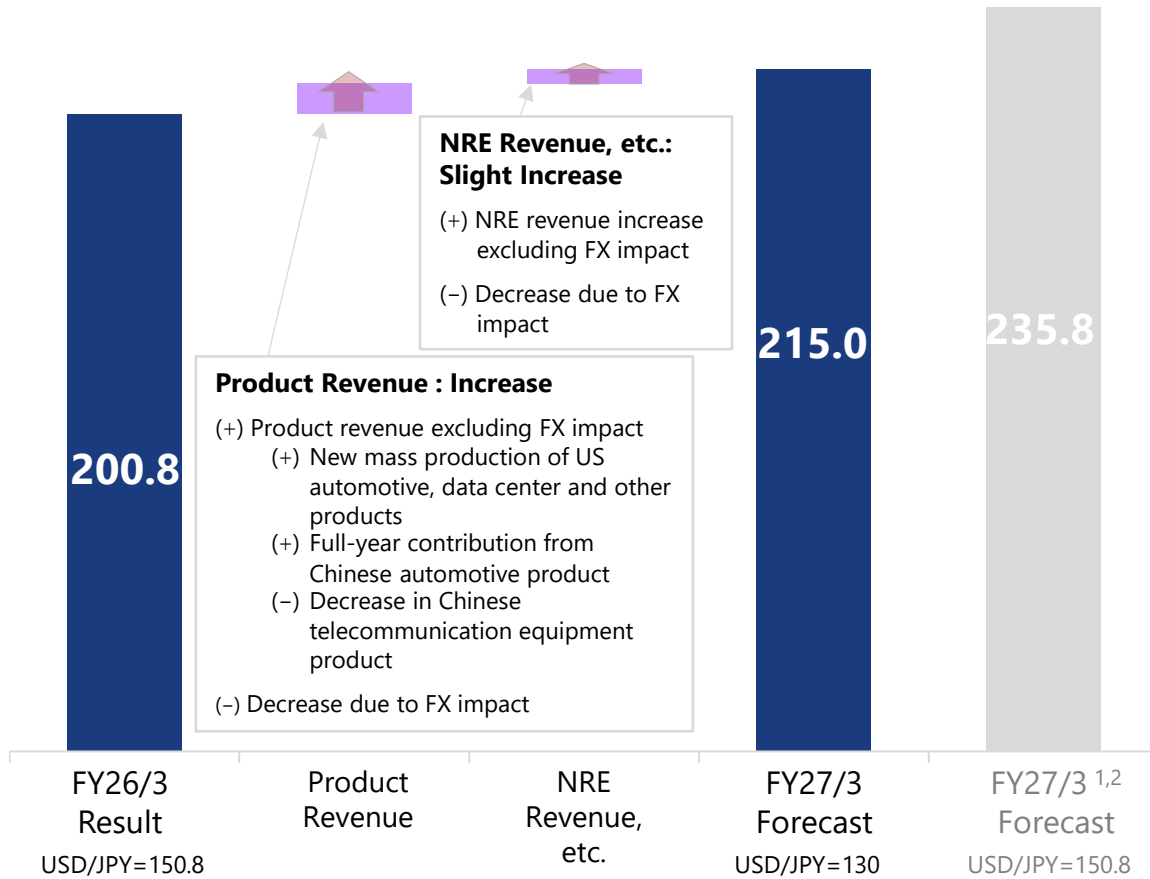 NRE Revenue, etc.:
Slight Increase
(+) NRE revenue increase
excluding FX impact
(−) Decrease due to FX
impact
200.8
215.0
235.8
Product Revenue : Increase
(+) Product revenue excluding FX impact
(+) New mass production of US
automotive, data center and other
products
(+) Full-year contribution from
Chinese automotive product
(−) Decrease in Chinese
telecommunication equipment
product
(−) Decrease due to FX impact
FY26/3
Result
USD/JPY=150.8
Product
Revenue
NRE
Revenue,
etc.
FY27/3
Forecast
USD/JPY=130
FY27/3 1,2
Forecast
USD/JPY=150.8